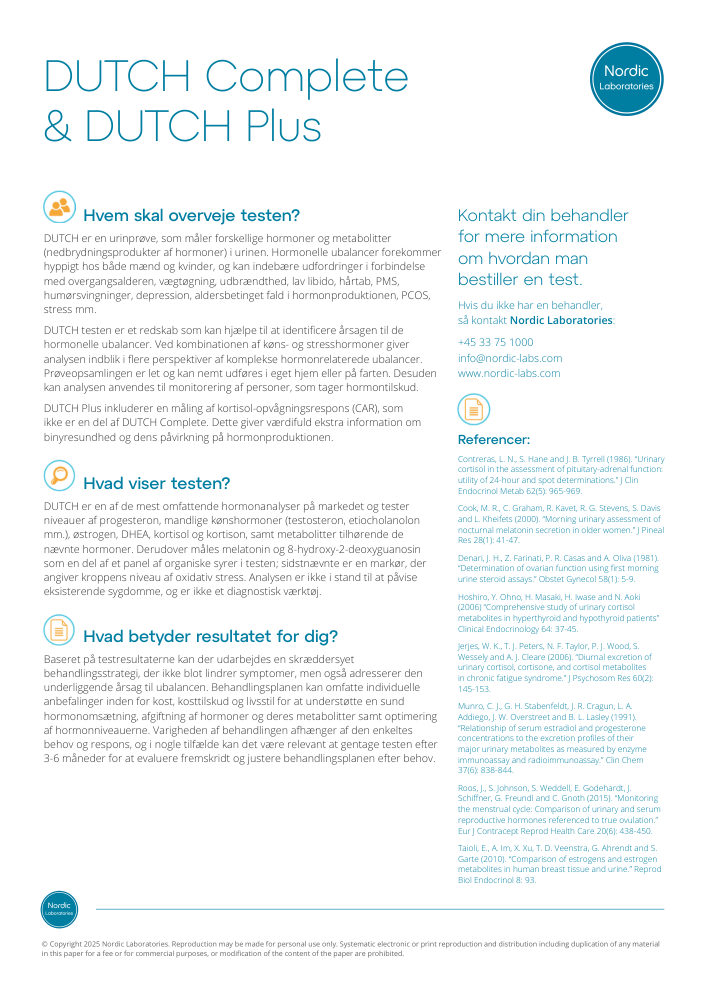 DUTCH Complete
& DUTCH Plus
Nordic
Laboratories
Hvem skal overveje testen?
DUTCH er en urinprøve, som måler forskellige hormoner og metabolitter
(nedbrydningsprodukter af hormoner) i urinen. Hormonelle ubalancer forekommer
hyppigt hos både mænd og kvinder, og kan indebære udfordringer i forbindelse
med overgangsalderen, vægtøgning, udbrændthed, lav libido, hårtab, PMS,
humørsvingninger, depression, aldersbetinget fald i hormonproduktionen, PCOS,
stress mm.
DUTCH testen er et redskab som kan hjælpe til at identificere årsagen til de
hormonelle ubalancer. Ved kombinationen af køns- og stresshormoner giver
analysen indblik i flere perspektiver af komplekse hormonrelaterede ubalancer.
Prøveopsamlingen er let og kan nemt udføres i eget hjem eller på farten. Desuden
kan analysen anvendes til monitorering af personer, som tager hormontilskud.
DUTCH Plus inkluderer en måling af kortisol-opvågningsrespons (CAR), som
ikke er en del af DUTCH Complete. Dette giver værdifuld ekstra information om
binyresundhed og dens påvirkning på hormonproduktionen.
Hvad viser testen?
DUTCH er en af de mest omfattende hormonanalyser på markedet og tester
niveauer af progesteron, mandlige kønshormoner (testosteron, etiocholanolon
mm.), østrogen, DHEA, kortisol og kortison, samt metabolitter tilhørende de
nævnte hormoner. Derudover måles melatonin og 8-hydroxy-2-deoxyguanosin
som en del af et panel af organiske syrer i testen; sidstnævnte er en markør, der
angiver kroppens niveau af oxidativ stress. Analysen er ikke i stand til at påvise
eksisterende sygdomme, og er ikke et diagnostisk værktøj.
Hvad betyder resultatet for dig?
Baseret på testresultaterne kan der udarbejdes en skræddersyet
behandlingsstrategi, der ikke blot lindrer symptomer, men også adresserer den
underliggende årsag til ubalancen. Behandlingsplanen kan omfatte individuelle
anbefalinger inden for kost, kosttilskud og livsstil for at understøtte en sund
hormonomsætning, afgiftning af hormoner og deres metabolitter samt optimering
af hormonniveauerne. Varigheden af behandlingen afhænger af den enkeltes
behov og respons, og i nogle tilfælde kan det være relevant at gentage testen efter
3-6 måneder for at evaluere fremskridt og justere behandlingsplanen efter behov.
Kontakt din behandler
for mere information
om hvordan man
bestiller en test.
Hvis du ikke har en behandler,
så kontakt Nordic Laboratories:
+45 33 75 1000
info@nordic-labs.com
www.nordic-labs.com
Referencer:
Contreras, L. N., S. Hane and J. B. Tyrrell (1986). "Urinary
cortisol in the assessment of pituitary-adrenal function:
utility of 24-hour and spot determinations." J Clin
Endocrinol Metab 62(5): 965-969.
Cook, M. R., C. Graham, R. Kavet, R. G. Stevens, S. Davis
and L. Kheifets (2000). "Morning urinary assessment of
nocturnal melatonin secretion in older women." J Pineal
Res 28(1): 41-47.
Denari, J. H., Z. Farinati, P. R. Casas and A. Oliva (1981).
"Determination of ovarian function using first morning
urine steroid assays." Obstet Gynecol 58(1): 5-9.
Hoshiro, Y. Ohno, H. Masaki, H. Iwase and N. Aoki
(2006) "Comprehensive study of urinary cortisol
metabolites in hyperthyroid and hypothyroid patients"
Clinical Endocrinology 64: 37-45.
Jerjes, W. K., T. J. Peters, N. F. Taylor, P. J. Wood, S.
Wessely and A. J. Cleare (2006). "Diurnal excretion of
urinary cortisol, cortisone, and cortisol metabolites
in chronic fatigue syndrome." J Psychosom Res 60(2):
145-153.
Munro, C. J., G. H. Stabenfeldt, J. R. Cragun, L. A.
Addiego, J. W. Overstreet and B. L. Lasley (1991).
"Relationship of serum estradiol and progesterone
concentrations to the excretion profiles of their
major urinary metabolites as measured by enzyme
immunoassay and radioimmunoassay." Clin Chem
37(6): 838-844.
Roos, J., S. Johnson, S. Weddell, E. Godehardt, J.
Schiffner, G. Freundl and C. Gnoth (2015). "Monitoring
the menstrual cycle: Comparison of urinary and serum
reproductive hormones referenced to true ovulation."
Eur J Contracept Reprod Health Care 20(6): 438-450.
Taioli, E., A. Im, X. Xu, T. D. Veenstra, G. Ahrendt and S.
Garte (2010). "Comparison of estrogens and estrogen
metabolites in human breast tissue and urine." Reprod
Biol Endocrinol 8: 93.
Nordic
Laboratories
© Copyright 2025 Nordic Laboratories. Reproduction may be made for personal use only. Systematic electronic or print reproduction and distribution including duplication of any material
in this paper for a fee or for commercial purposes, or modification of the content of the paper are prohibited.